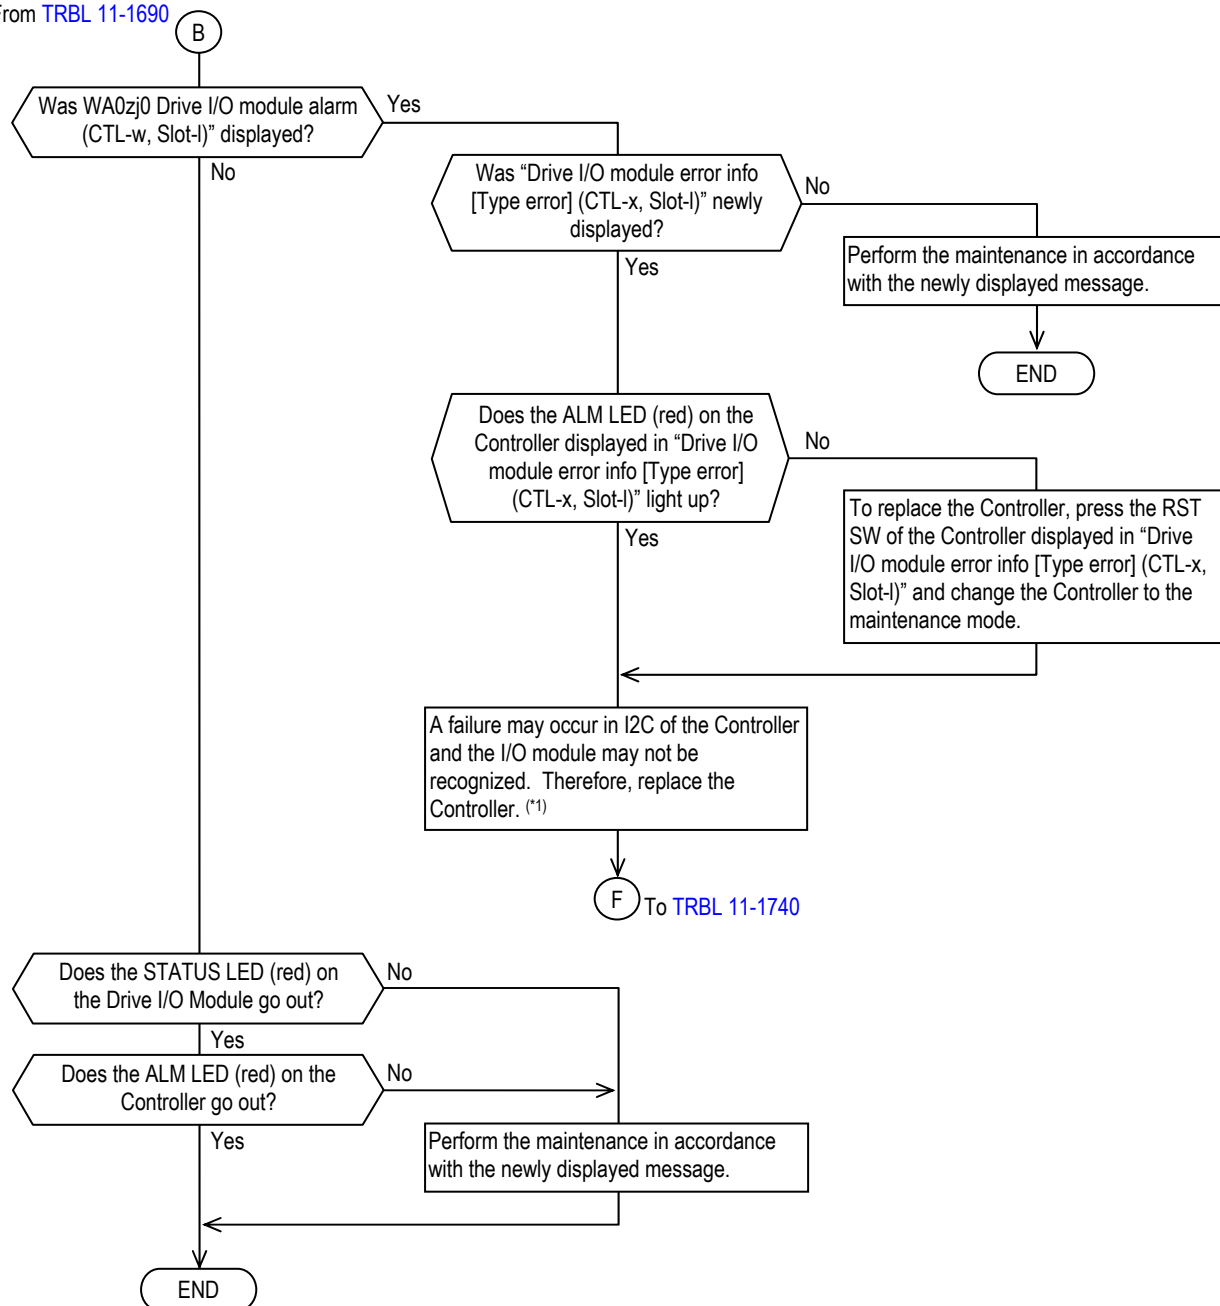 From TRBL 11-1690
B
Was WA0zj0 Drive I/O module alarm
(CTL-w, Slot-l)” displayed?
Yes
No
Was “Drive I/O module error info
[Type error] (CTL-x, Slot-l)” newly
displayed?
No
Yes
Perform the maintenance in accordance
with the newly displayed message.
END
Does the ALM LED (red) on the
Controller displayed in “Drive I/O
module error info [Type error]
(CTL-x, Slot-l)” light up?
No
Yes
To replace the Controller, press the RST
SW of the Controller displayed in “Drive
I/O module error info [Type error] (CTL-x,
Slot-l)” and change the Controller to the
maintenance mode.
A failure may occur in I2C of the Controller
and the I/O module may not be
recognized.  Therefore, replace the
Controller. (*1)
F
To TRBL 11-1740
Does the STATUS LED (red) on
the Drive I/O Module go out?
No
Yes
Does the ALM LED (red) on the
Controller go out?
No
Yes
Perform the maintenance in accordance
with the newly displayed message.
END